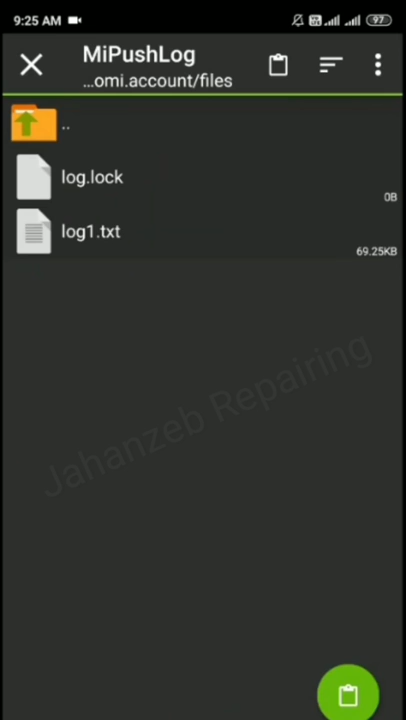 9:25 AM
97
MiPushLog
...omi.account/files
..
log.lock
0B
log1.txt
69.25KB
Jahanzeb Repairing